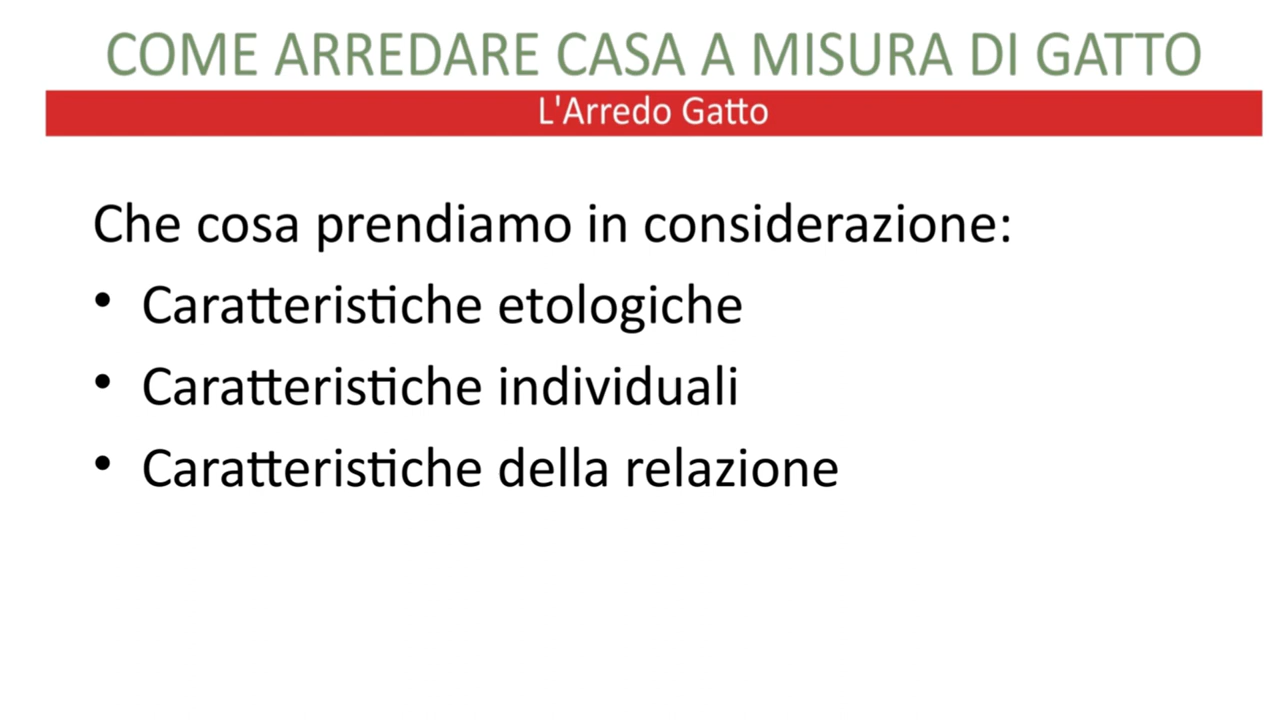 COME ARREDARE CASA A MISURA DI GATTO
L'Arredo Gatto
Che cosa prendiamo in considerazione:
• Caratteristiche etologiche
• Caratteristiche individuali
• Caratteristiche della relazione